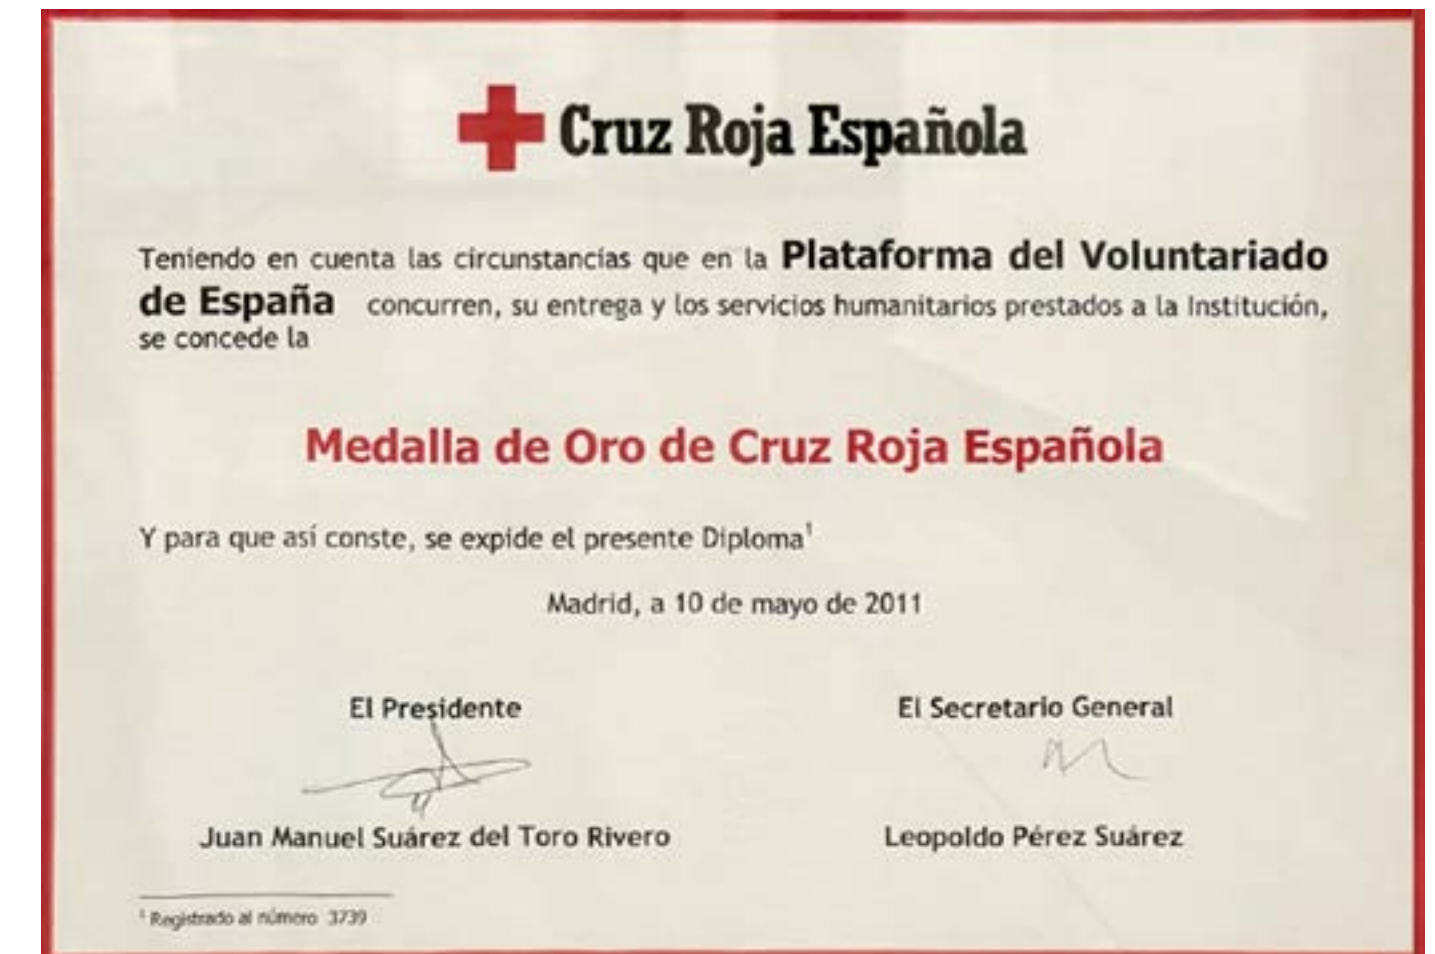 Cruz Roja Española
Teniendo en cuenta las circunstancias que en la Plataforma del Voluntariado
de España concurren, su entrega y los servicios humanitarios prestados a la Institución,
se concede la
Medalla de Oro de Cruz Roja Española
Y para que así conste, se expide el presente Diploma¹
Madrid, a 10 de mayo de 2011
El Presidente
El Secretario General
Juan Manuel Suárez del Toro Rivero
Leopoldo Pérez Suárez
¹ Registrado al número 3739